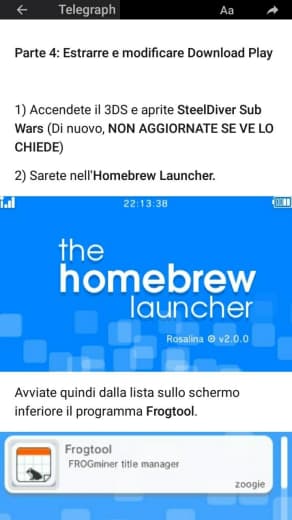 Telegraph
Aa
Parte 4: Estrarre e modificare Download Play
1) Accendete il 3DS e aprite SteelDiver Sub
Wars (Di nuovo, NON AGGIORNATE SE VE LO
CHIEDE)
2) Sarete nell'Homebrew Launcher.
22:13:38
the
homebrew
launcher
Rosalina v2.0.0
Avviate quindi dalla lista sullo schermo
inferiore il programma Frogtool.
Frogtool
FROGminer title manager
zoogie